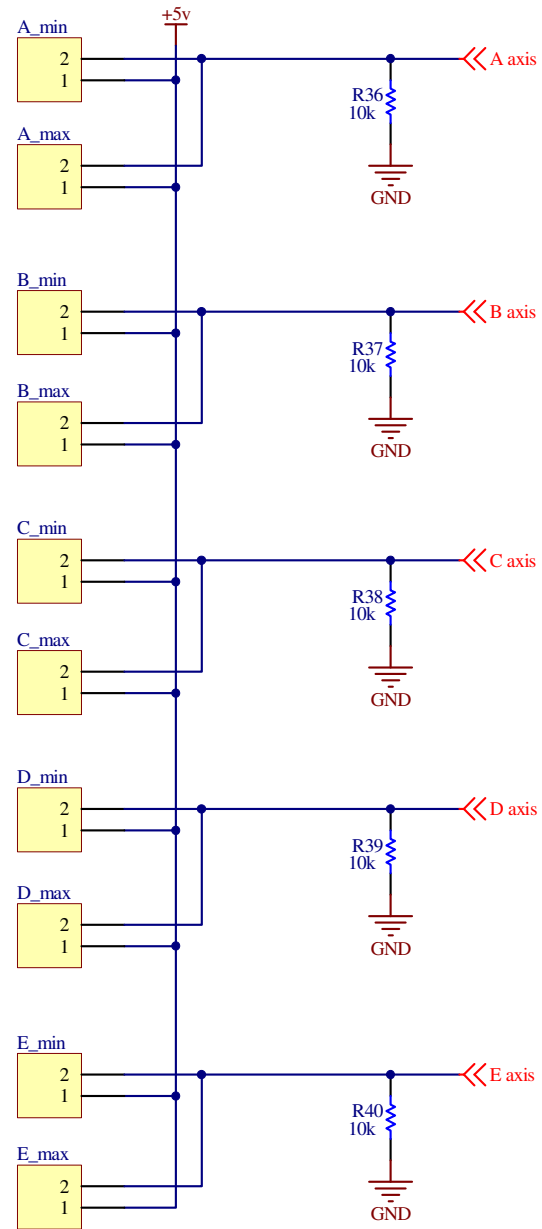 +5v
A_min
2
1
A axis
R36
10k
GND
A_max
2
1
B_min
2
1
B axis
R37
10k
GND
B_max
2
1
C_min
2
1
C axis
R38
10k
GND
C_max
2
1
D_min
2
1
D axis
R39
10k
GND
D_max
2
1
E_min
2
1
E axis
R40
10k
GND
E_max
2
1